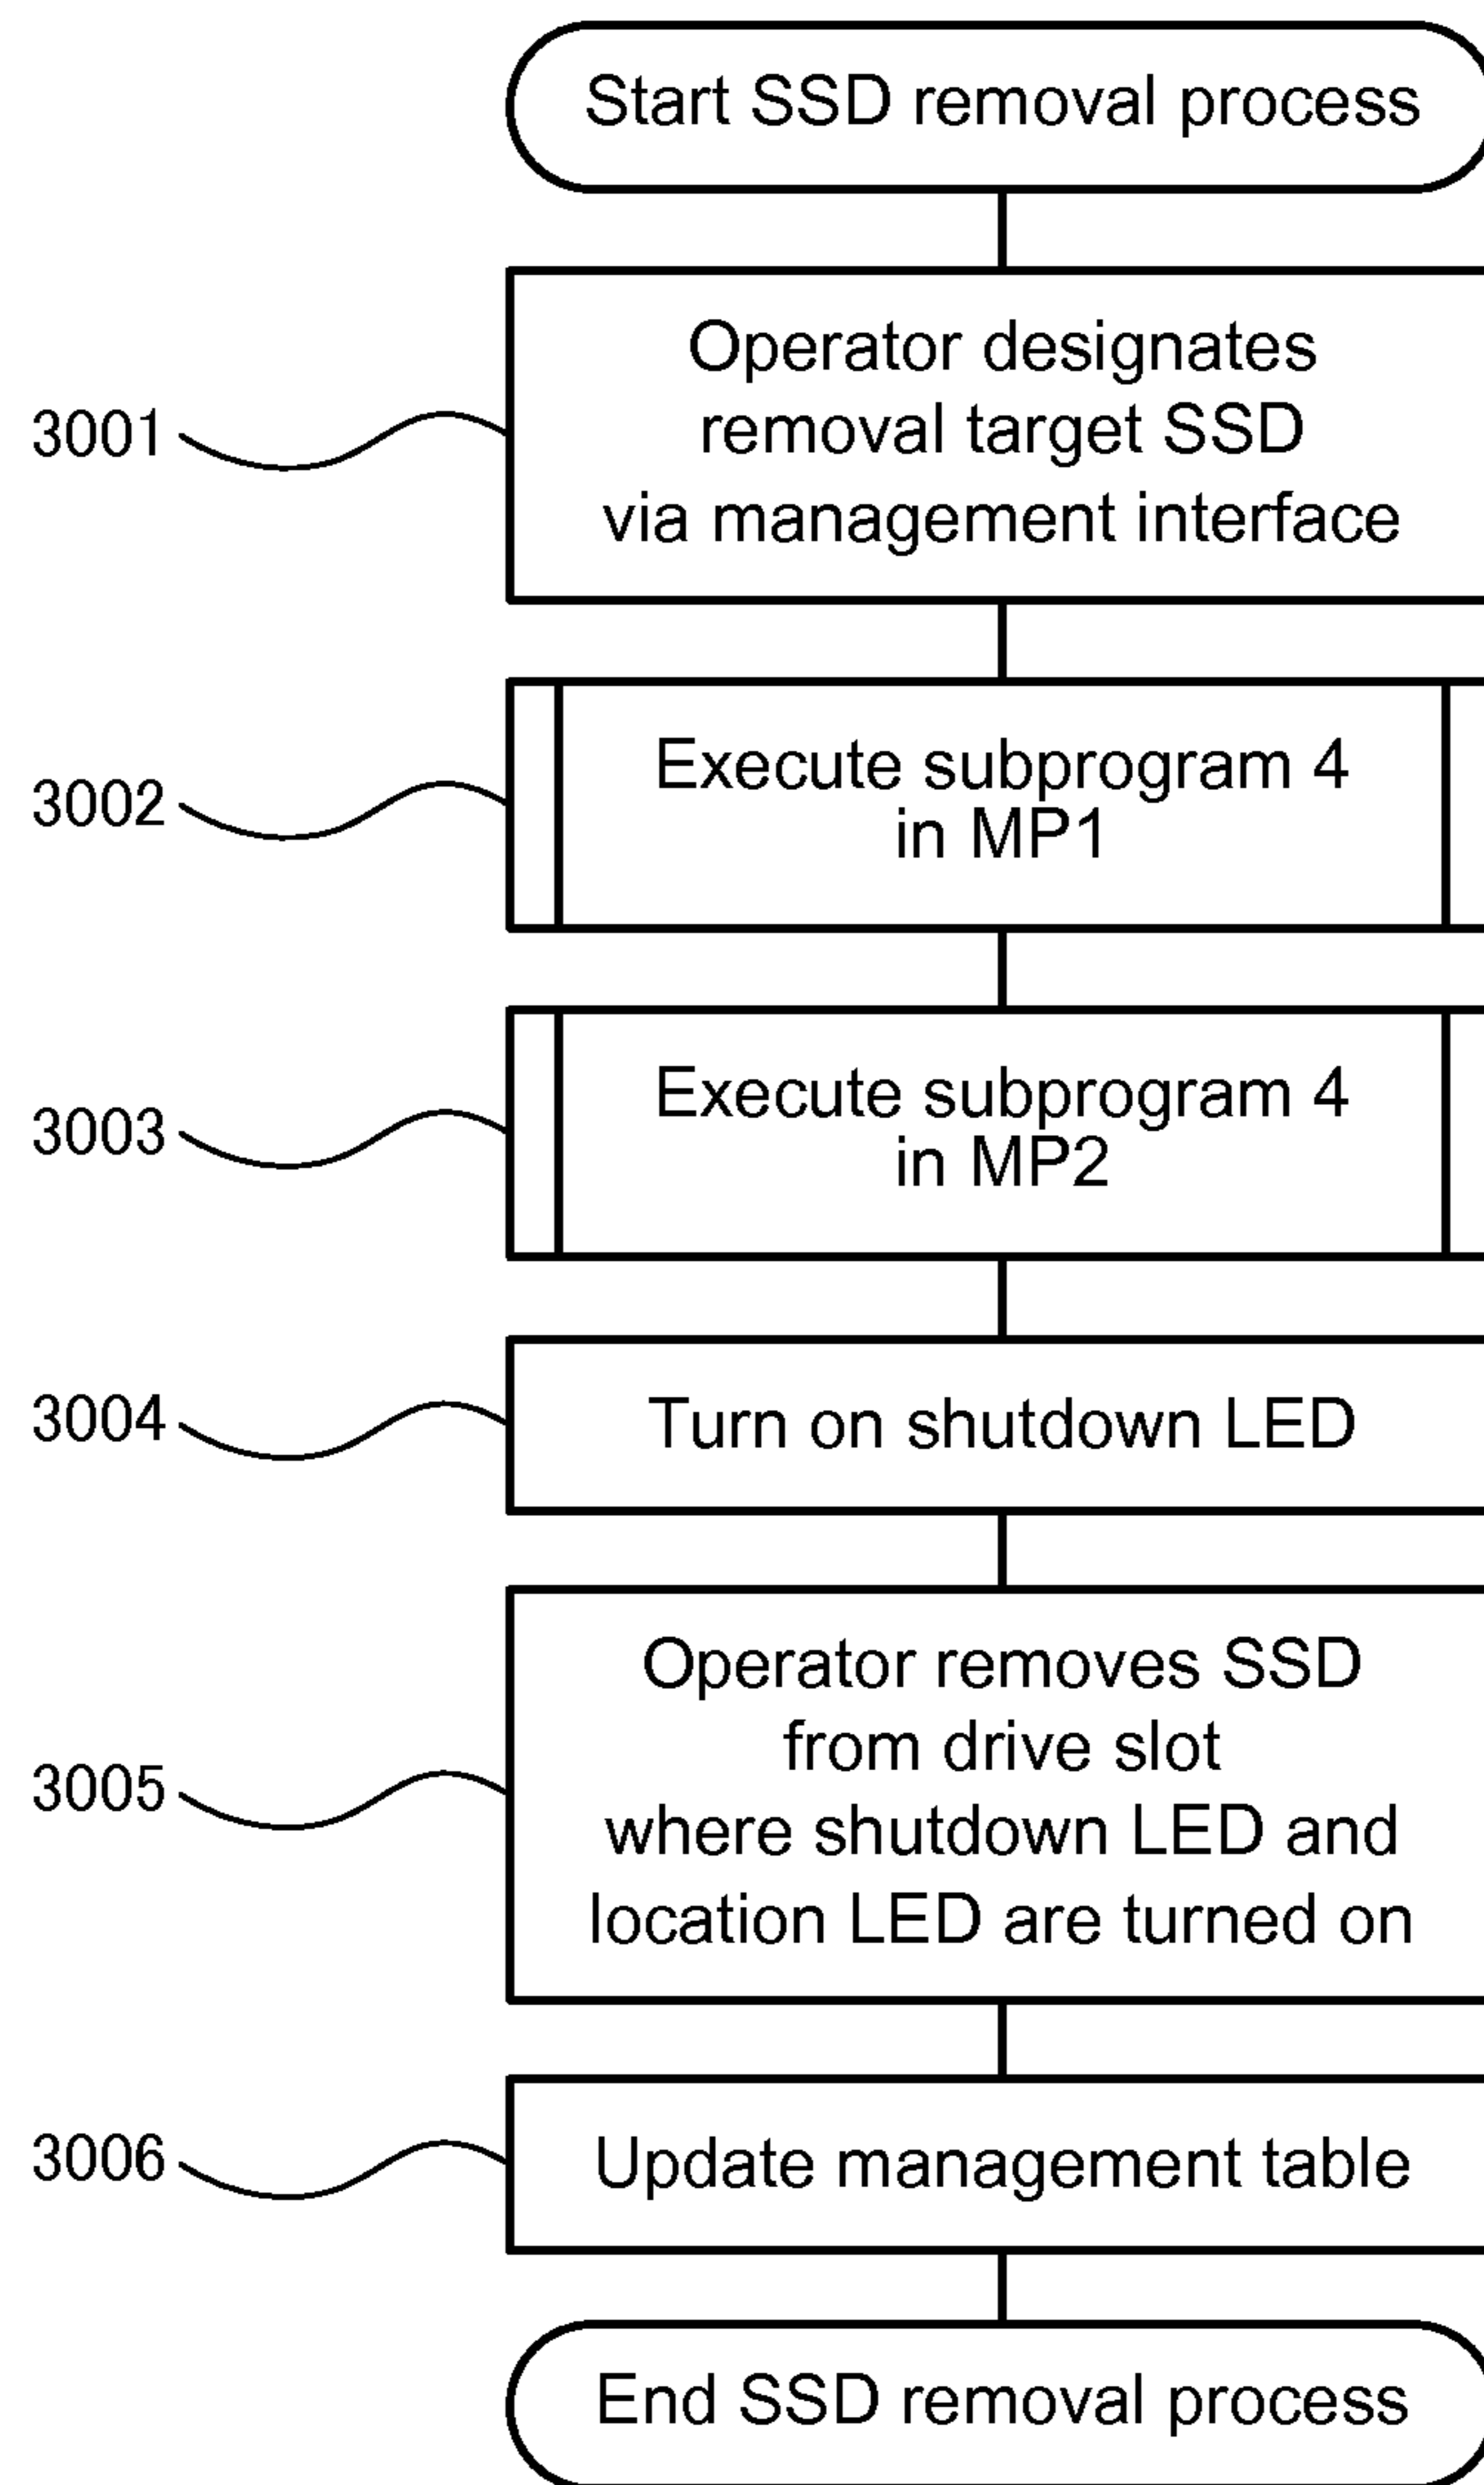 Start SSD removal process
3001
Operator designates
removal target SSD
via management interface
3002
Execute subprogram 4
in MP1
3003
Execute subprogram 4
in MP2
3004
Turn on shutdown LED
3005
Operator removes SSD
from drive slot
where shutdown LED and
location LED are turned on
3006
Update management table
End SSD removal process